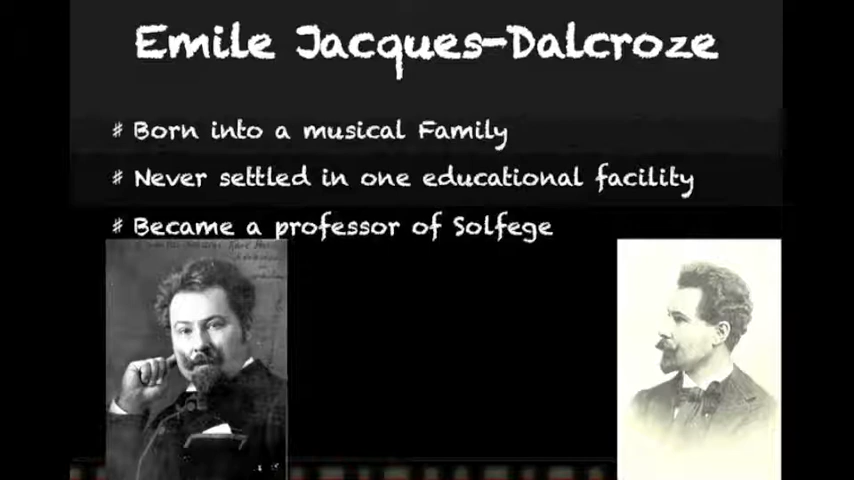 Emile Jacques-Dalcroze
# Born into a musical Family
# Never settled in one educational facility
# Became a professor of Solfege